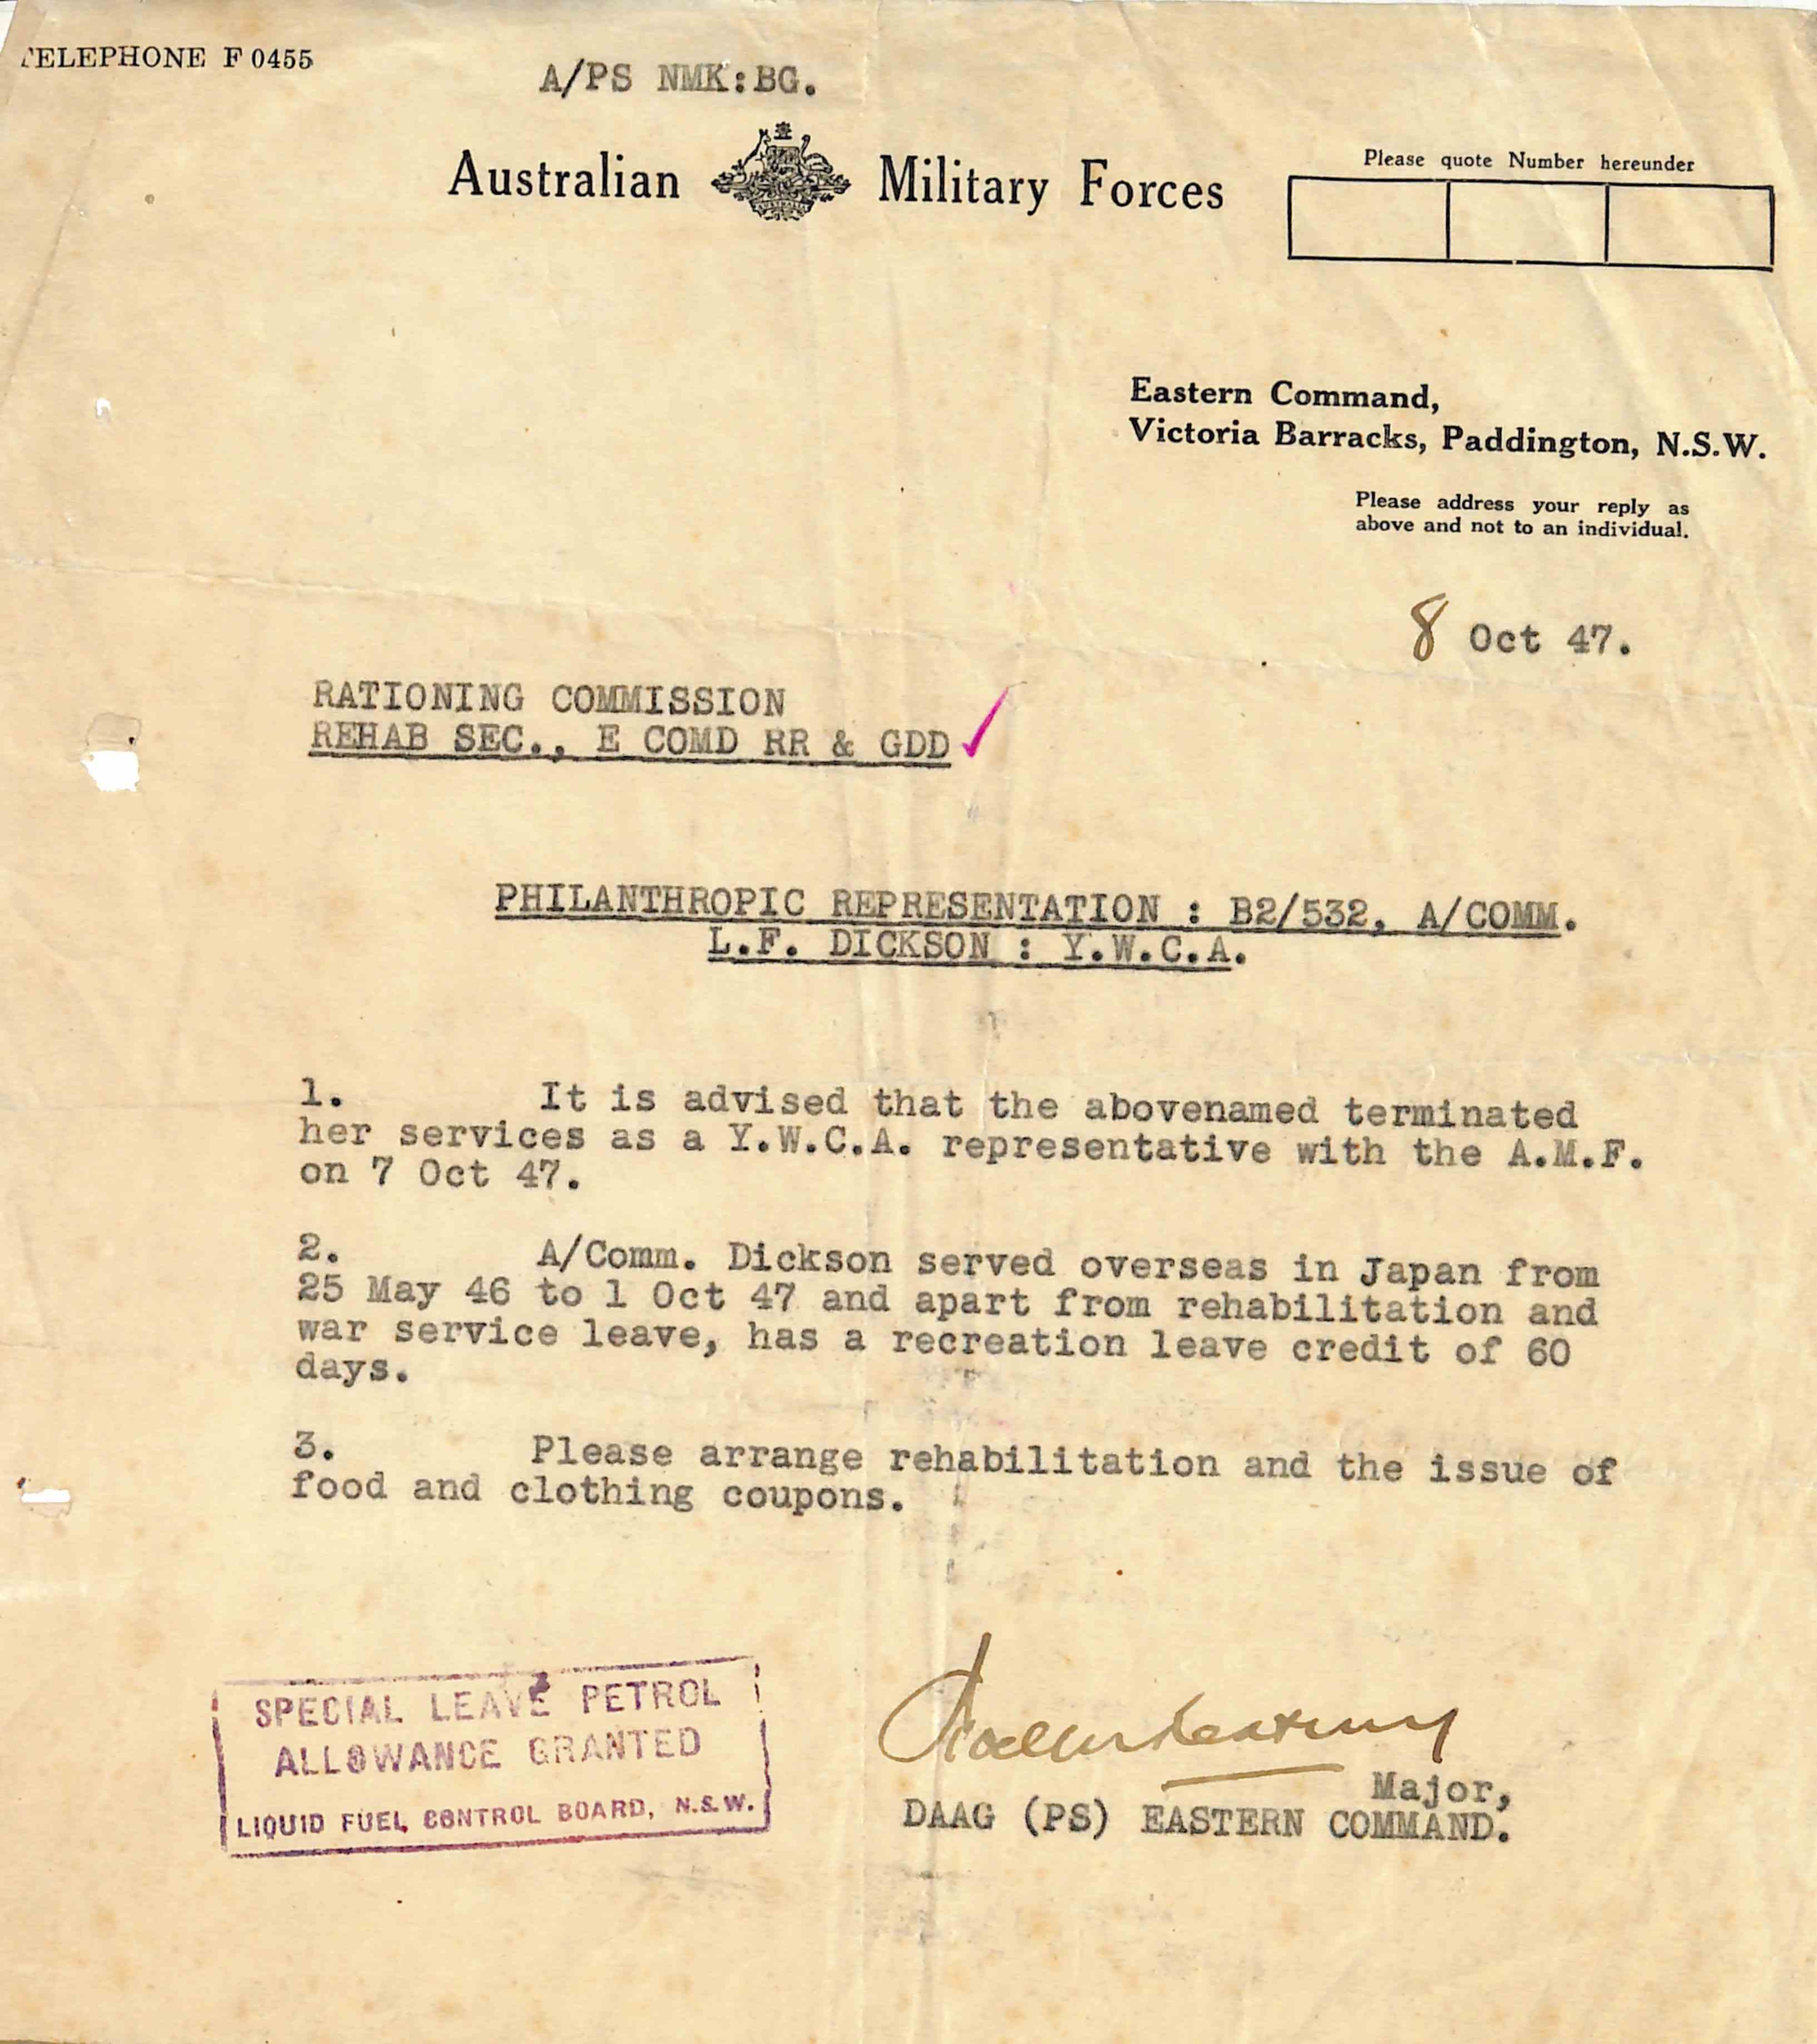 TELEPHONE F 0455
A/PS NMK:BG.
Australian Military Forces
Please quote Number hereunder
Eastern Command,
Victoria Barracks, Paddington, N.S.W.
Please address your reply as
above and not to an individual.
8 Oct 47.
RATIONING COMMISSION
REHAB SEC., E COMD RR & GDD
PHILANTHROPIC REPRESENTATION : B2/532, A/COMM.
L.F. DICKSON : Y.W.C.A.
1. It is advised that the abovenamed terminated
her services as a Y.W.C.A. representative with the A.M.F.
on 7 Oct 47.
2. A/Comm. Dickson served overseas in Japan from
25 May 46 to 1 Oct 47 and apart from rehabilitation and
war service leave, has a recreation leave credit of 60
days.
3. Please arrange rehabilitation and the issue of
food and clothing coupons.
SPECIAL LEAVE PETROL
ALLOWANCE GRANTED
LIQUID FUEL CONTROL BOARD, N.S.W.
Major,
DAAG (PS) EASTERN COMMAND.